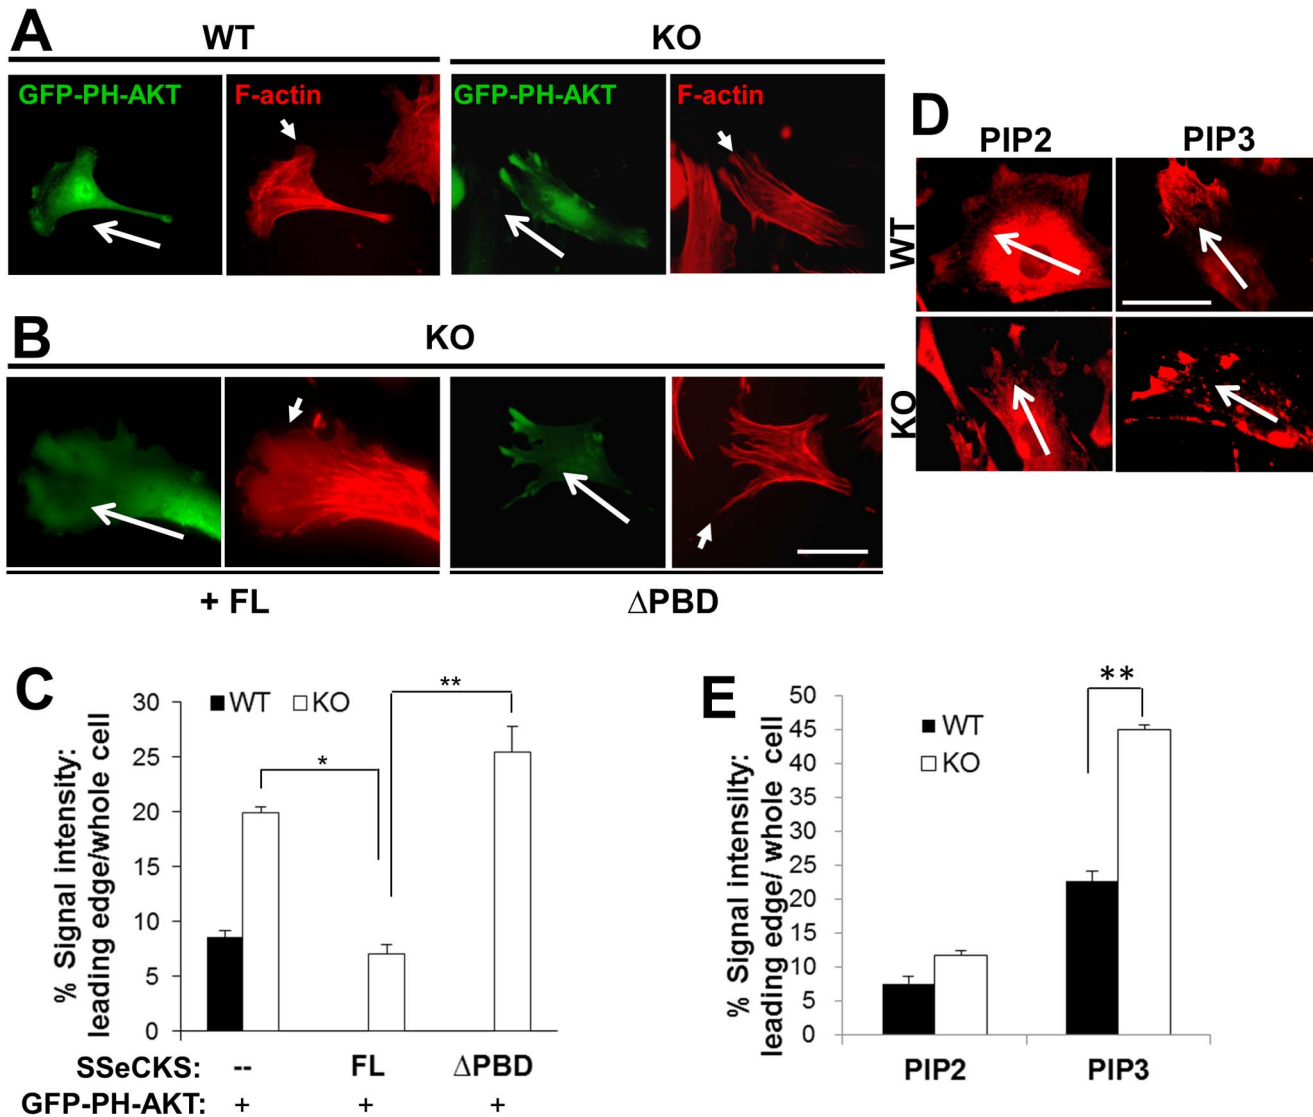 A
WT
KO
GFP-PH-AKT
F-actin
GFP-PH-AKT
F-actin
B
KO
+ FL
ΔPBD
C
% Signal intensity:
leading edge/whole cell
30
25
20
15
10
5
0
WT
KO
*
**
SSeCKS: -- FL ΔPBD
GFP-PH-AKT: + + +
D
PIP2
PIP3
WT
KO
E
% Signal intensilty:
leading edge/ whole cell
50
45
40
35
30
25
20
15
10
5
0
WT
KO
**
PIP2
PIP3